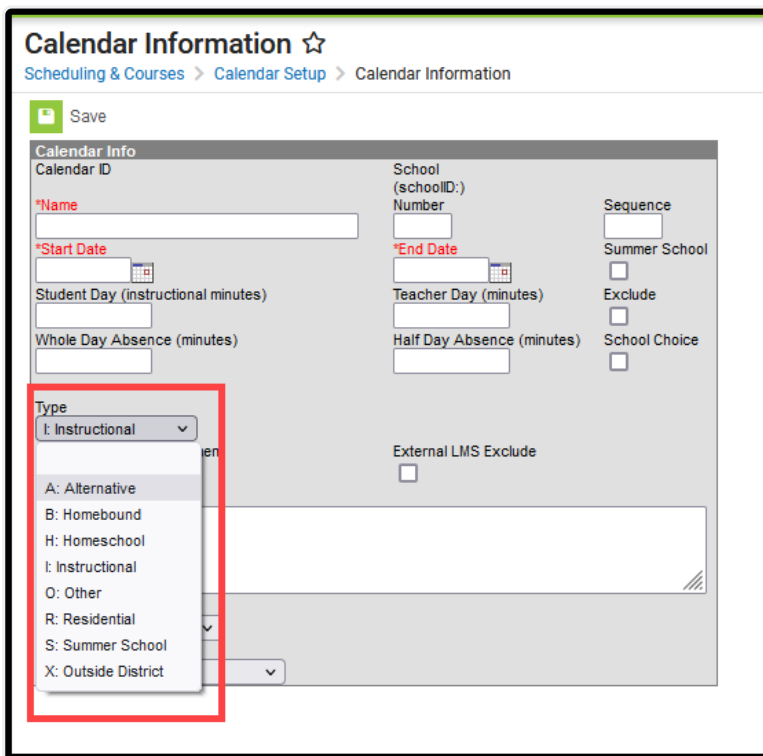 Calendar Information ☆
Scheduling & Courses > Calendar Setup > Calendar Information
Save
Calendar Info
Calendar ID School
(schoolID:)
*Name Number Sequence
*Start Date *End Date Summer School
Student Day (instructional minutes) Teacher Day (minutes) Exclude
Whole Day Absence (minutes) Half Day Absence (minutes) School Choice
Type
I: Instructional
External LMS Exclude
A: Alternative
B: Homebound
H: Homeschool
I: Instructional
O: Other
R: Residential
S: Summer School
X: Outside District